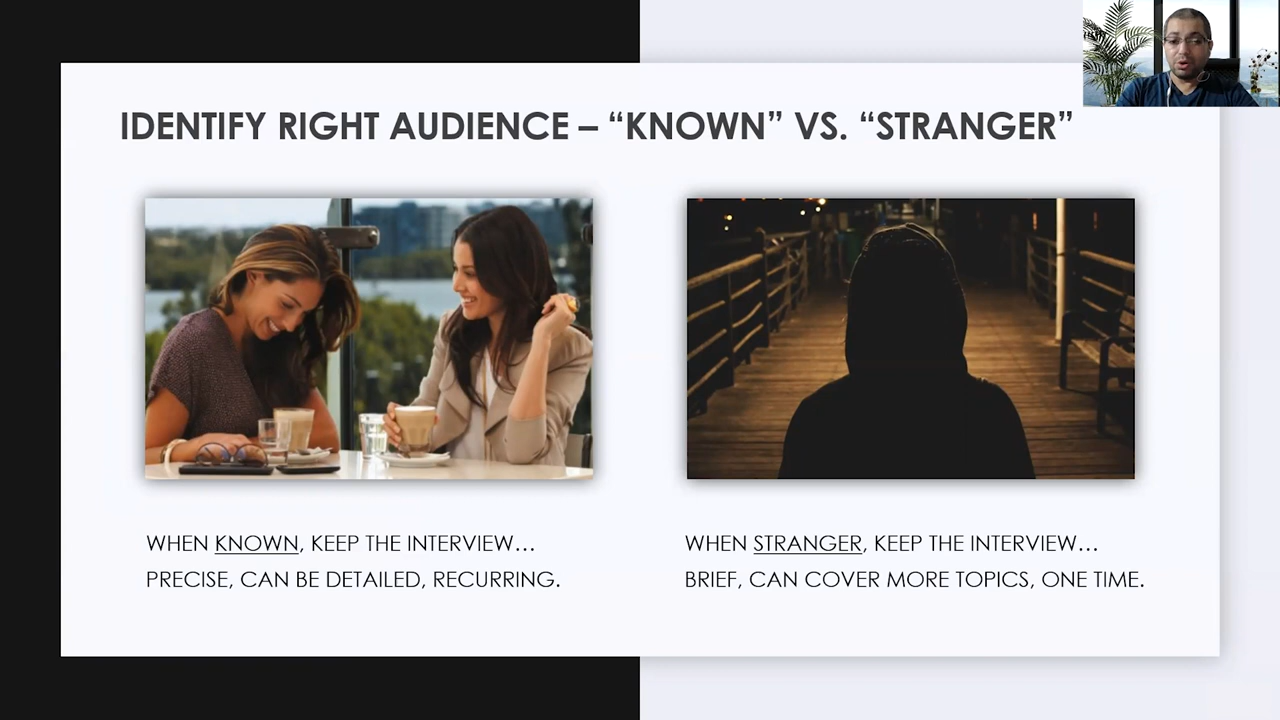 IDENTIFY RIGHT AUDIENCE – “KNOWN” VS. “STRANGER”
WHEN KNOWN, KEEP THE INTERVIEW…
PRECISE, CAN BE DETAILED, RECURRING.
WHEN STRANGER, KEEP THE INTERVIEW…
BRIEF, CAN COVER MORE TOPICS, ONE TIME.